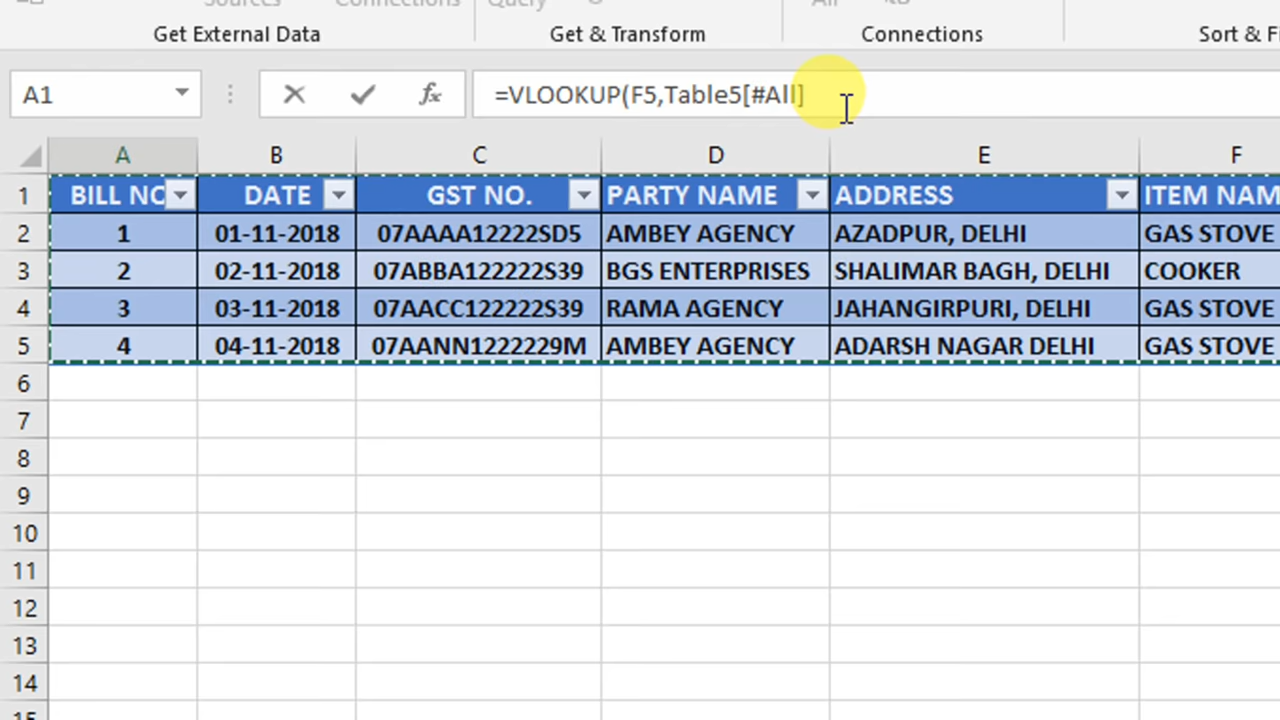 Sources Connections Query All
Get External Data Get & Transform Connections Sort &
A1 fx =VLOOKUP(F5,Table5[#All]
A B C D E F
1 BILL NO DATE GST NO. PARTY NAME ADDRESS ITEM NAM
2 1 01-11-2018 07AAAA12222SD5 AMBEY AGENCY AZADPUR, DELHI GAS STOVE
3 2 02-11-2018 07ABBA122222S39 BGS ENTERPRISES SHALIMAR BAGH, DELHI COOKER
4 3 03-11-2018 07AACC122222S39 RAMA AGENCY JAHANGIRPURI, DELHI GAS STOVE
5 4 04-11-2018 07AANN1222229M AMBEY AGENCY ADARSH NAGAR DELHI GAS STOVE
6
7
8
9
10
11
12
13
14
15